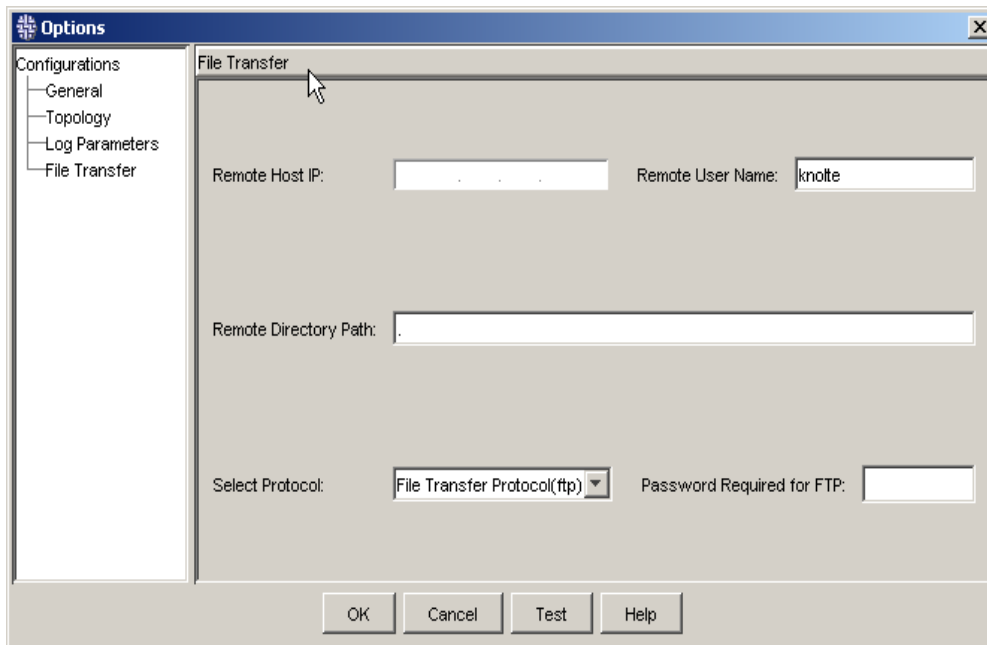 Options
Configurations
General
Topology
Log Parameters
File Transfer
File Transfer
Remote Host IP: . . .
Remote User Name: knolte
Remote Directory Path: .
Select Protocol: File Transfer Protocol(ftp)
Password Required for FTP:
OK Cancel Test Help